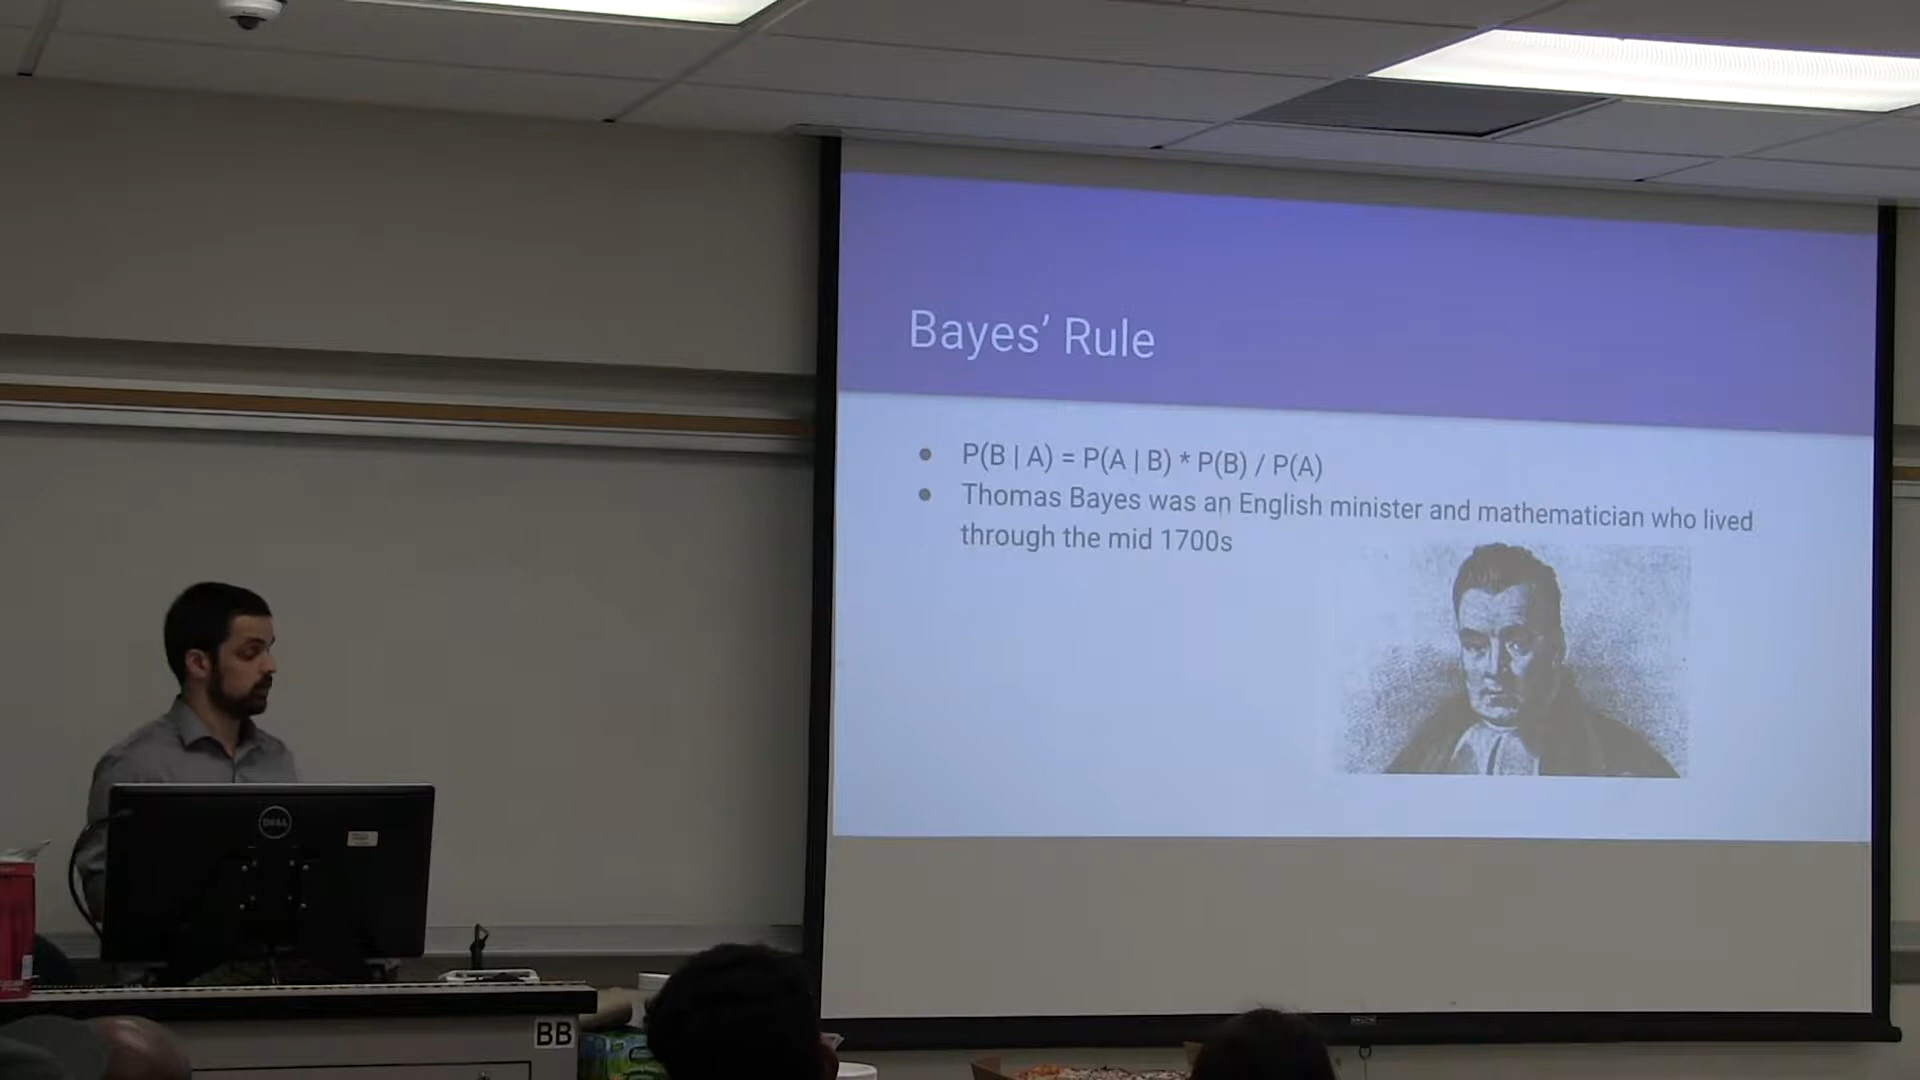 Bayes’ Rule
P(B | A) = P(A | B) * P(B) / P(A)
Thomas Bayes was an English minister and mathematician who lived
through the mid 1700s
DELL
BB